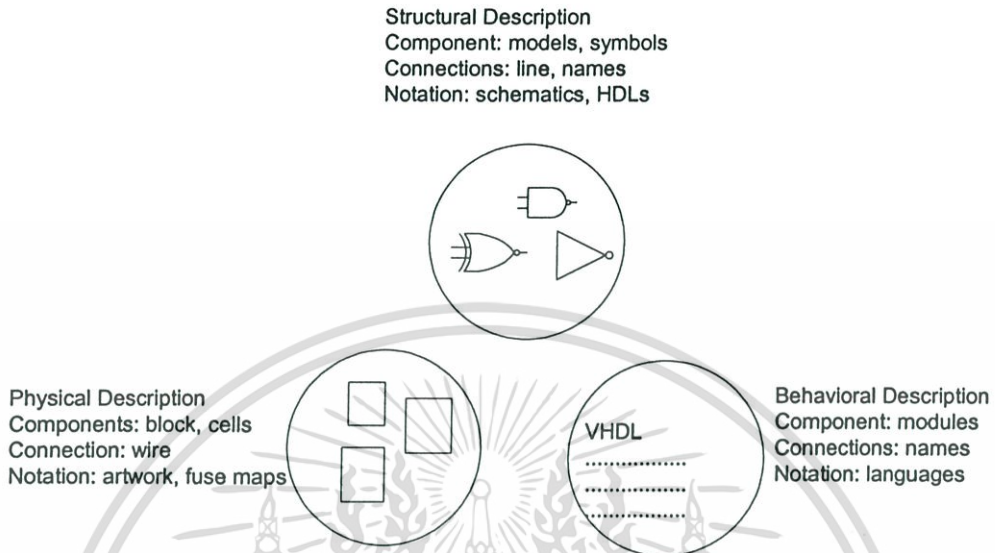 Structural Description
Component: models, symbols
Connections: line, names
Notation: schematics, HDLs
Physical Description
Components: block, cells
Connection: wire
Notation: artwork, fuse maps
VHDL
Behavioral Description
Component: modules
Connections: names
Notation: languages